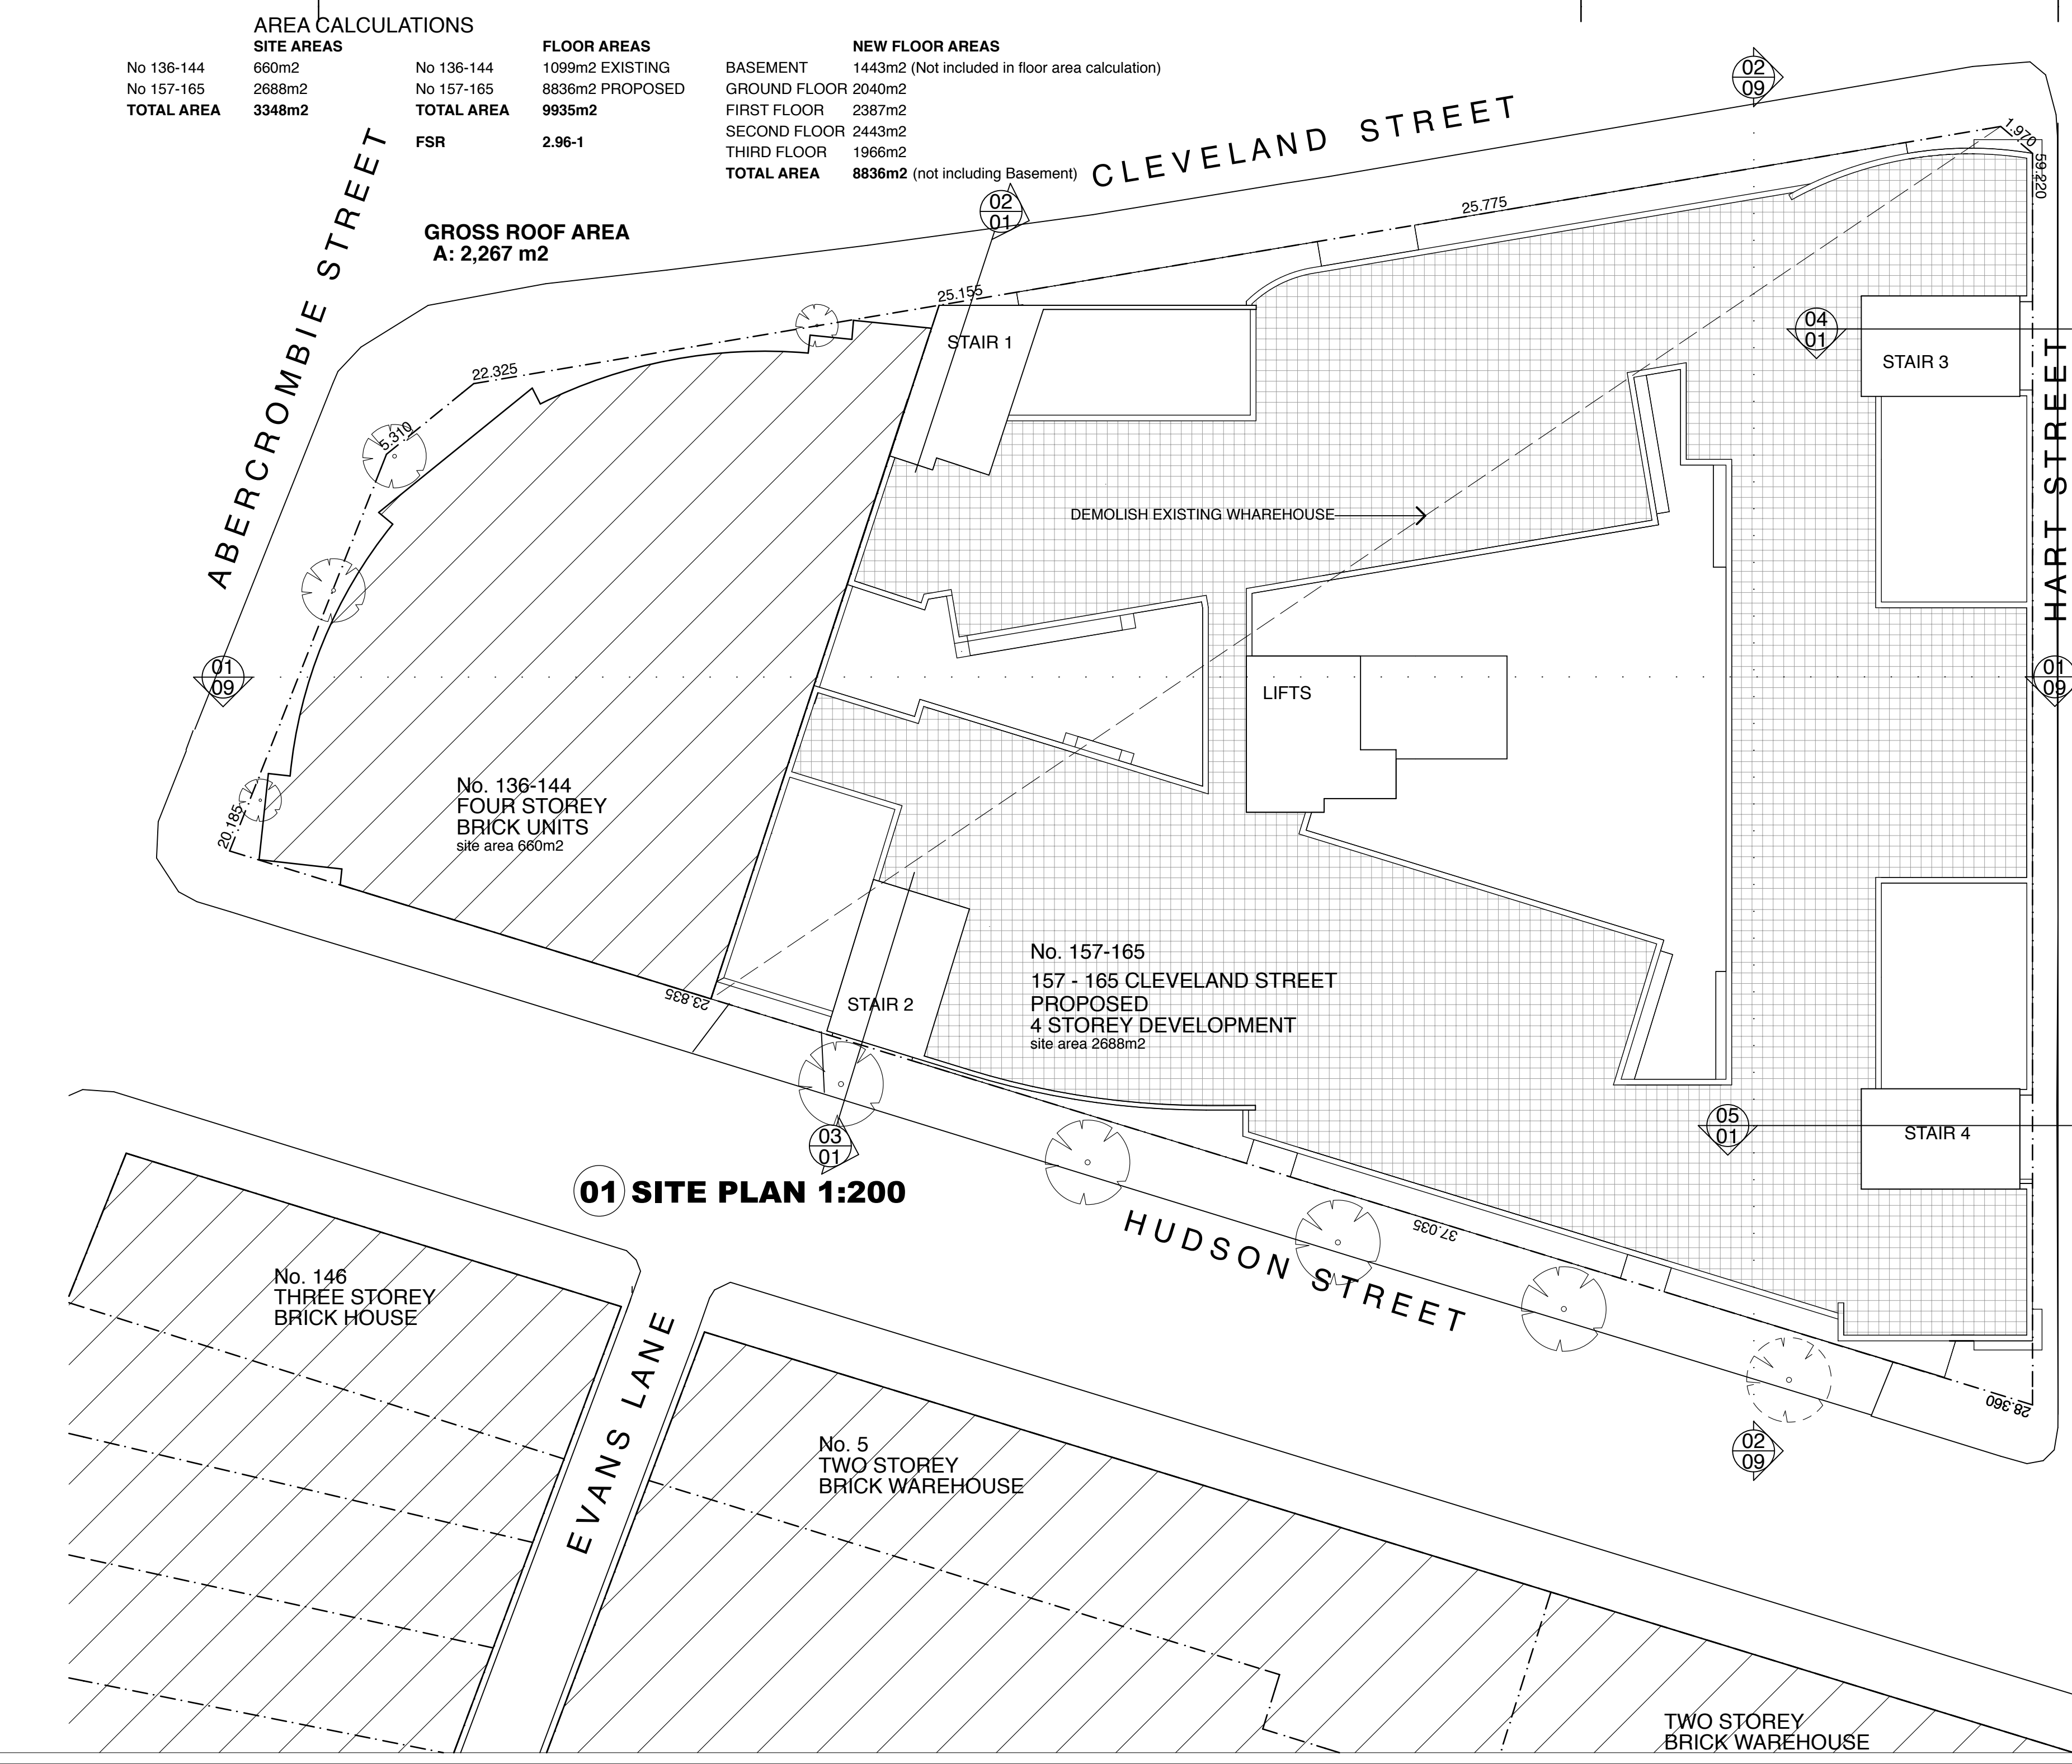 AREA CALCULATIONS
SITE AREAS
No 136-144 660m2
No 157-165 2688m2
TOTAL AREA 3348m2
FLOOR AREAS
No 136-144 1099m2 EXISTING
No 157-165 8836m2 PROPOSED
TOTAL AREA 9935m2
FSR 2.96-1
NEW FLOOR AREAS
BASEMENT 1443m2 (Not included in floor area calculation)
GROUND FLOOR 2040m2
FIRST FLOOR 2387m2
SECOND FLOOR 2443m2
THIRD FLOOR 1966m2
TOTAL AREA 8836m2 (not including Basement)
GROSS ROOF AREA
A: 2,267 m2
ABERCROMBIE STREET
CLEVELAND STREET
HART STREET
02
09
02
01
1.970
59.220
25.775
25.155
22.325
5.310
STAIR 1
04
01
STAIR 3
DEMOLISH EXISTING WHAREHOUSE
01
09
LIFTS
01
09
20.185
No. 136-144
FOUR STOREY
BRICK UNITS
site area 660m2
No. 157-165
157 - 165 CLEVELAND STREET
PROPOSED
4 STOREY DEVELOPMENT
site area 2688m2
23.835
STAIR 2
05
01
STAIR 4
03
01
01 SITE PLAN 1:200
HUDSON STREET
37.035
28.360
No. 146
THREE STOREY
BRICK HOUSE
EVANS LANE
No. 5
TWO STOREY
BRICK WAREHOUSE
02
09
TWO STOREY
BRICK WAREHOUSE